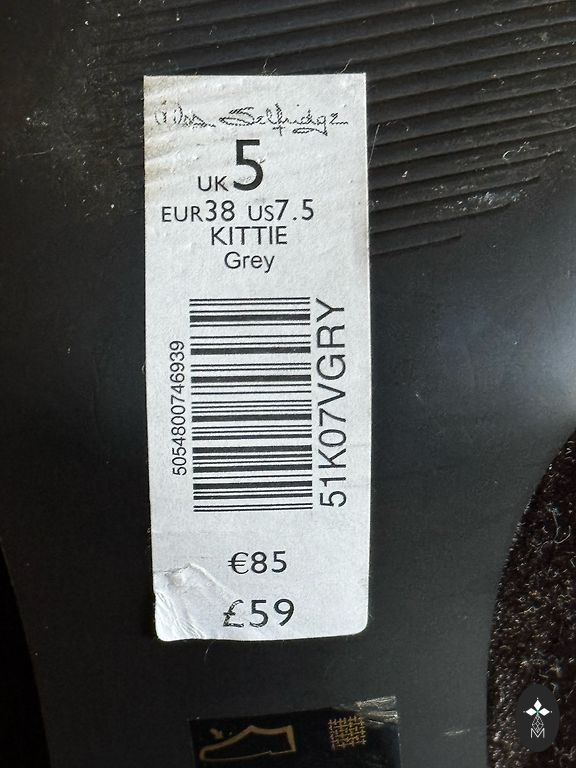 Miss Selfridge
UK 5
EUR38 US7.5
KITTIE
Grey
5054800746939
51K07VGRY
€85
£59
M